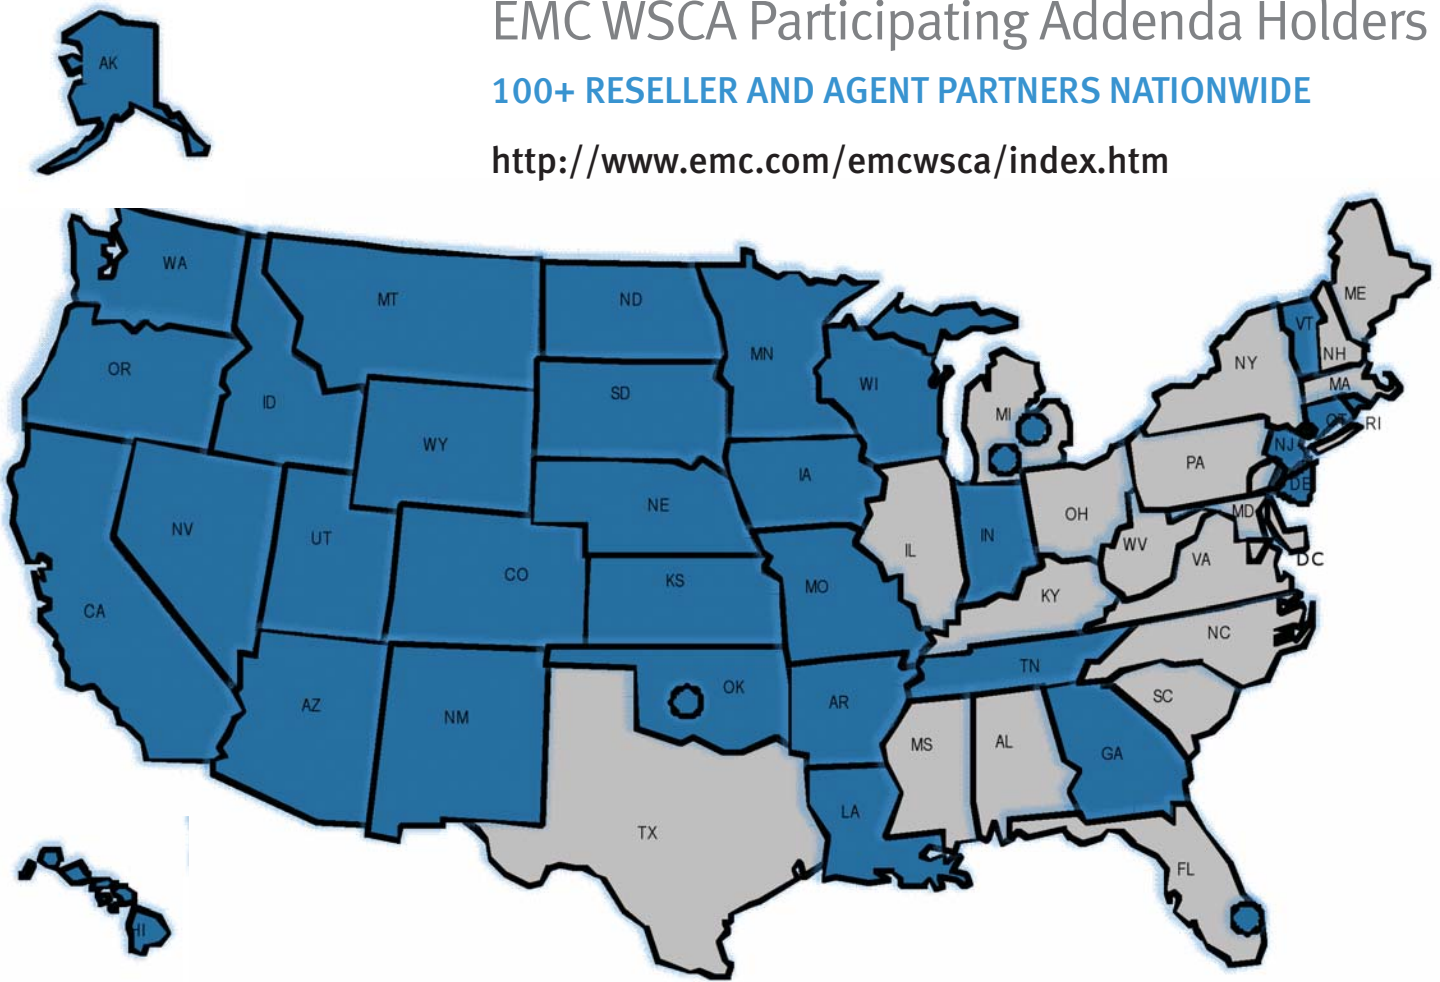 EMC WSCA Participating Addenda Holders
100+ RESELLER AND AGENT PARTNERS NATIONWIDE
http://www.emc.com/emcwsca/index.htm
AK
WA
MT
ND
MN
ME
VT
NH
OR
ID
SD
WI
NY
MA
MI
CT
RI
WY
IA
PA
NJ
DE
NV
UT
NE
IL
IN
OH
MD
WV
DC
CO
KS
MO
KY
VA
CA
NC
AZ
NM
OK
AR
TN
SC
MS
AL
GA
TX
LA
FL
HI